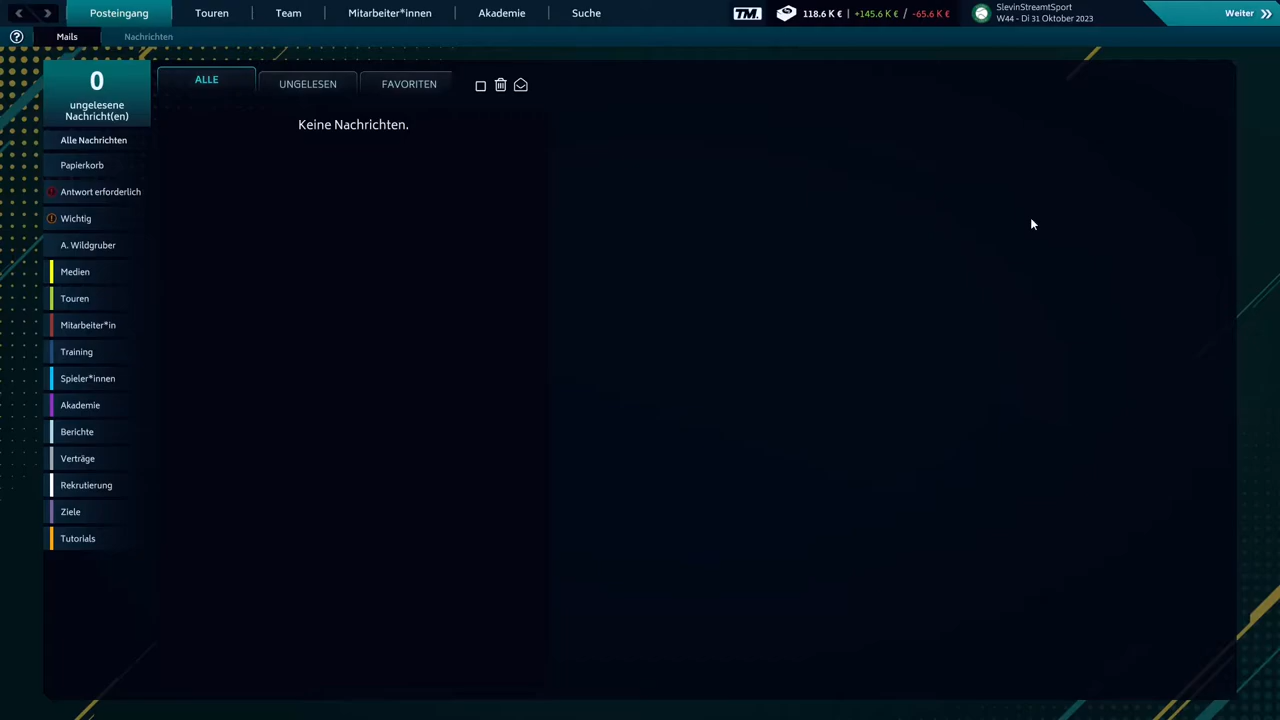 Posteingang Touren Team Mitarbeiter*innen Akademie Suche
TM. 118.6 K € | +145.6 K € / -65.6 K €
SlevinStreamSport
W44 - Di 31 Oktober 2023
Weiter
Mails Nachrichten
0
ungelesene
Nachricht(en)
ALLE UNGELESEN FAVORITEN
Keine Nachrichten.
Alle Nachrichten
Papierkorb
Antwort erforderlich
Wichtig
A. Wildgruber
Medien
Touren
Mitarbeiter*in
Training
Spieler*innen
Akademie
Berichte
Verträge
Rekrutierung
Ziele
Tutorials